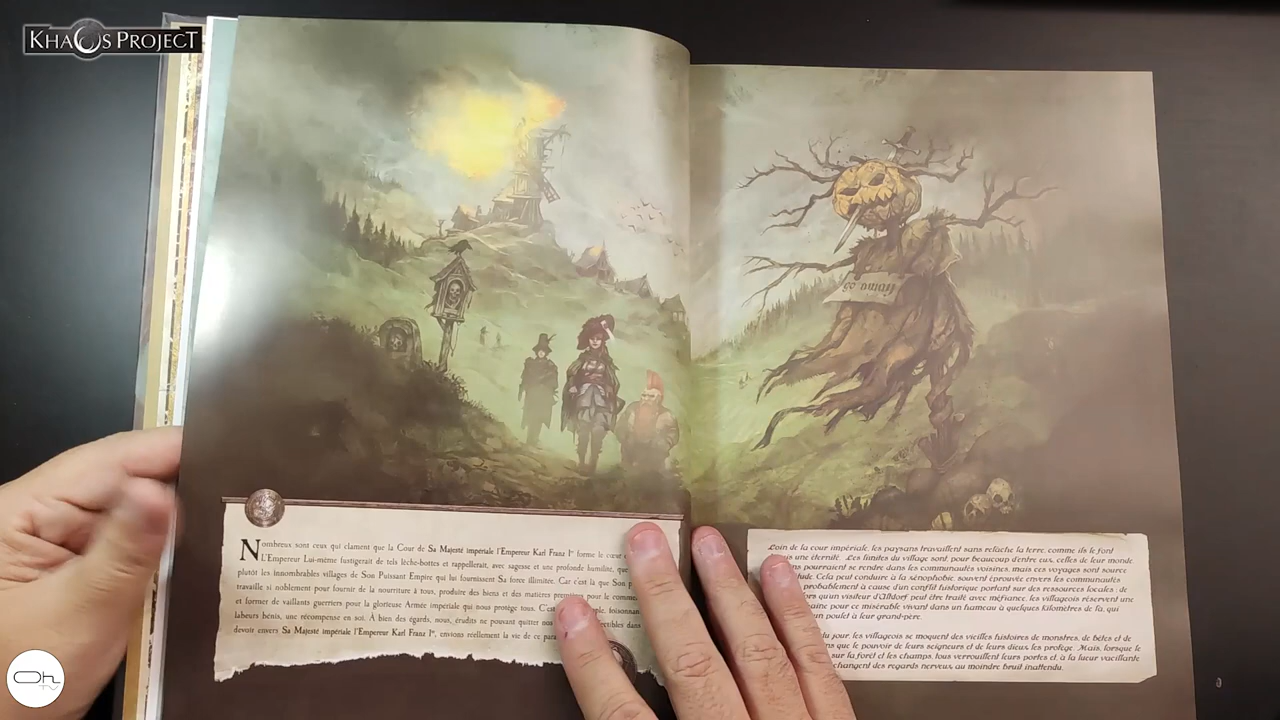 KHAOS PROJECT
go away
Nombreux sont ceux qui clament que la Cour de Sa Majesté impériale l'Empereur Karl Franz Iᵉʳ forme le cœur
L'Empereur Lui-même fustigerait de tels lèche-bottes et rappellerait, avec sagesse et une profonde humilité, que
plutôt les innombrables villages de Son Puissant Empire qui lui fournissent Sa force illimitée. Car c'est là que Son
travaille si noblement pour fournir de la nourriture à tous, produire des biens et des matières pour le
et former de vaillants guerriers pour la glorieuse Armée impériale qui nous protège tous. C'est
labeurs bénis, une récompense en soi. À bien des égards, nous, érudits ne pouvant quitter nos dans
devoir envers Sa Majesté impériale l'Empereur Karl Franz Iᵉʳ, envions réellement la vie de ce
Loin de la cour impériale, les paysans travaillent sans relâche la terre, comme ils le font
une éternité. Les limites du village sont, pour beaucoup d'entre eux, celles de leur monde.
pourraient se rendre dans les communautés voisines, mais ces voyages sont source
Cela peut conduire à la xénophobie, souvent éprouvée envers les communautés
probablement à cause d'un conflit historique portant sur des ressources locales : de
qu'un visiteur d'Altdorf peut être traité avec méfiance, les villageois réservent une
pour ce misérable vivant dans un hameau à quelques kilomètres de là, qui
un poulet à leur grand-père.
du jour, les villageois se moquent des vieilles histoires de monstres, de bêtes et de
que le pouvoir de leurs seigneurs et de leurs dieux les protège. Mais, lorsque le
sur la forêt et les champs, tous verrouillent leurs portes et, à la lueur vacillante
échangent des regards nerveux au moindre bruit inattendu.
Oh
TV